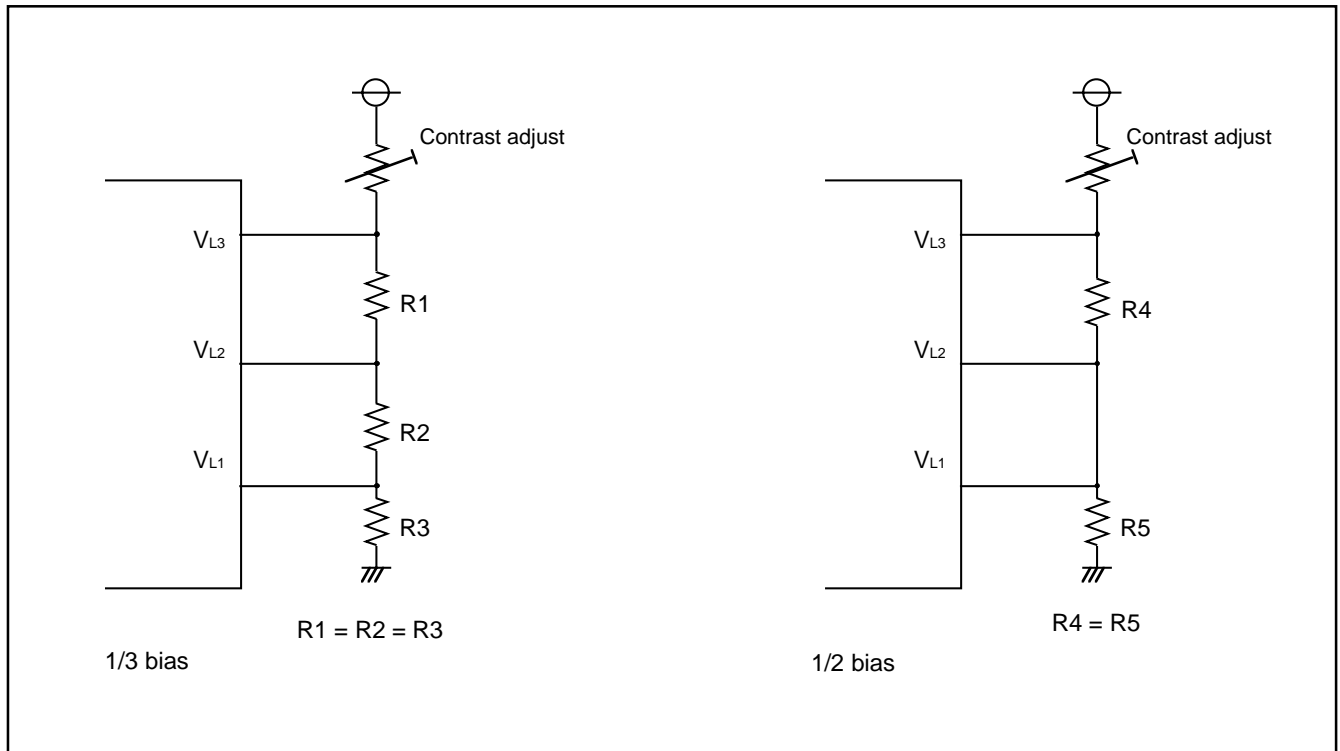 Contrast adjust
VL3
R1
VL2
R2
VL1
R3
R1 = R2 = R3
1/3 bias
Contrast adjust
VL3
R4
VL2
VL1
R5
R4 = R5
1/2 bias